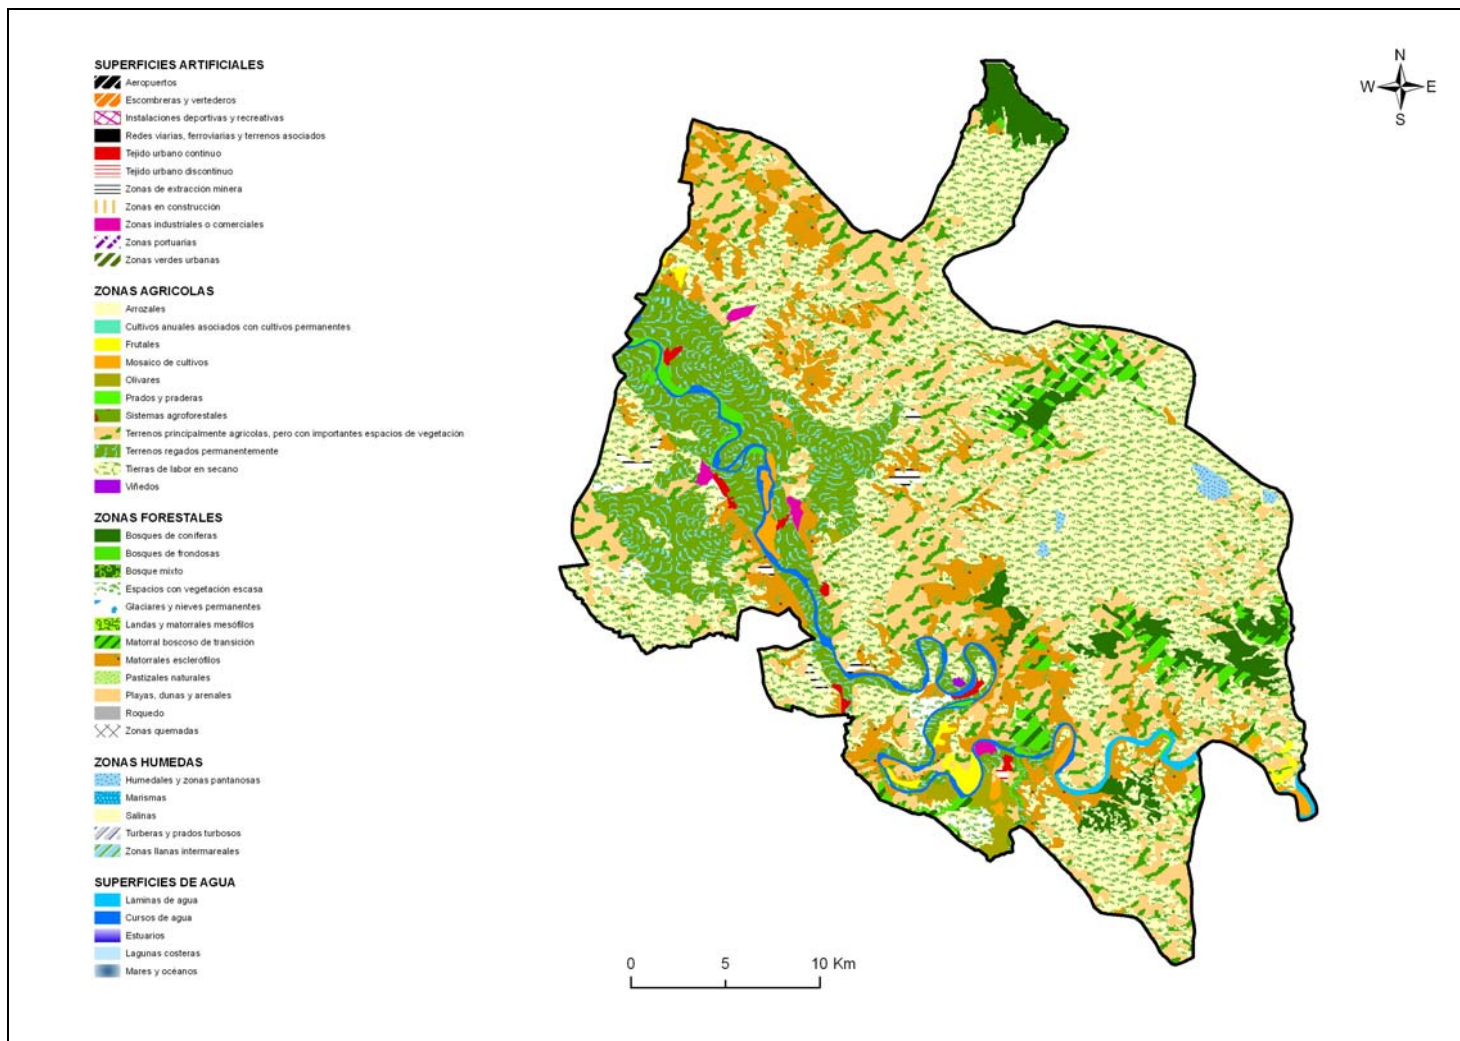 SUPERFICIES ARTIFICIALES
Aeropuertos
Escombreras y vertederos
Instalaciones deportivas y recreativas
Redes viarias, ferroviarias y terrenos asociados
Tejido urbano continuo
Tejido urbano discontinuo
Zonas de extracción minera
Zonas en construcción
Zonas industriales o comerciales
Zonas portuarias
Zonas verdes urbanas
ZONAS AGRICOLAS
Arrozales
Cultivos anuales asociados con cultivos permanentes
Frutales
Mosaico de cultivos
Olivares
Prados y praderas
Sistemas agroforestales
Terrenos principalmente agrícolas, pero con importantes espacios de vegetación
Terrenos regados permanentemente
Tierras de labor en secano
Viñedos
ZONAS FORESTALES
Bosques de coníferas
Bosques de frondosas
Bosque mixto
Espacios con vegetación escasa
Glaciares y nieves permanentes
Landas y matorrales mesófilos
Matorral boscoso de transición
Matorrales esclerófilos
Pastizales naturales
Playas, dunas y arenales
Roquedo
Zonas quemadas
ZONAS HUMEDAS
Humedales y zonas pantanosas
Marismas
Salinas
Turberas y prados turbosos
Zonas llanas intermareales
SUPERFICIES DE AGUA
Laminas de agua
Cursos de agua
Estuarios
Lagunas costeras
Mares y océanos
N
W E
S
0 5 10 Km